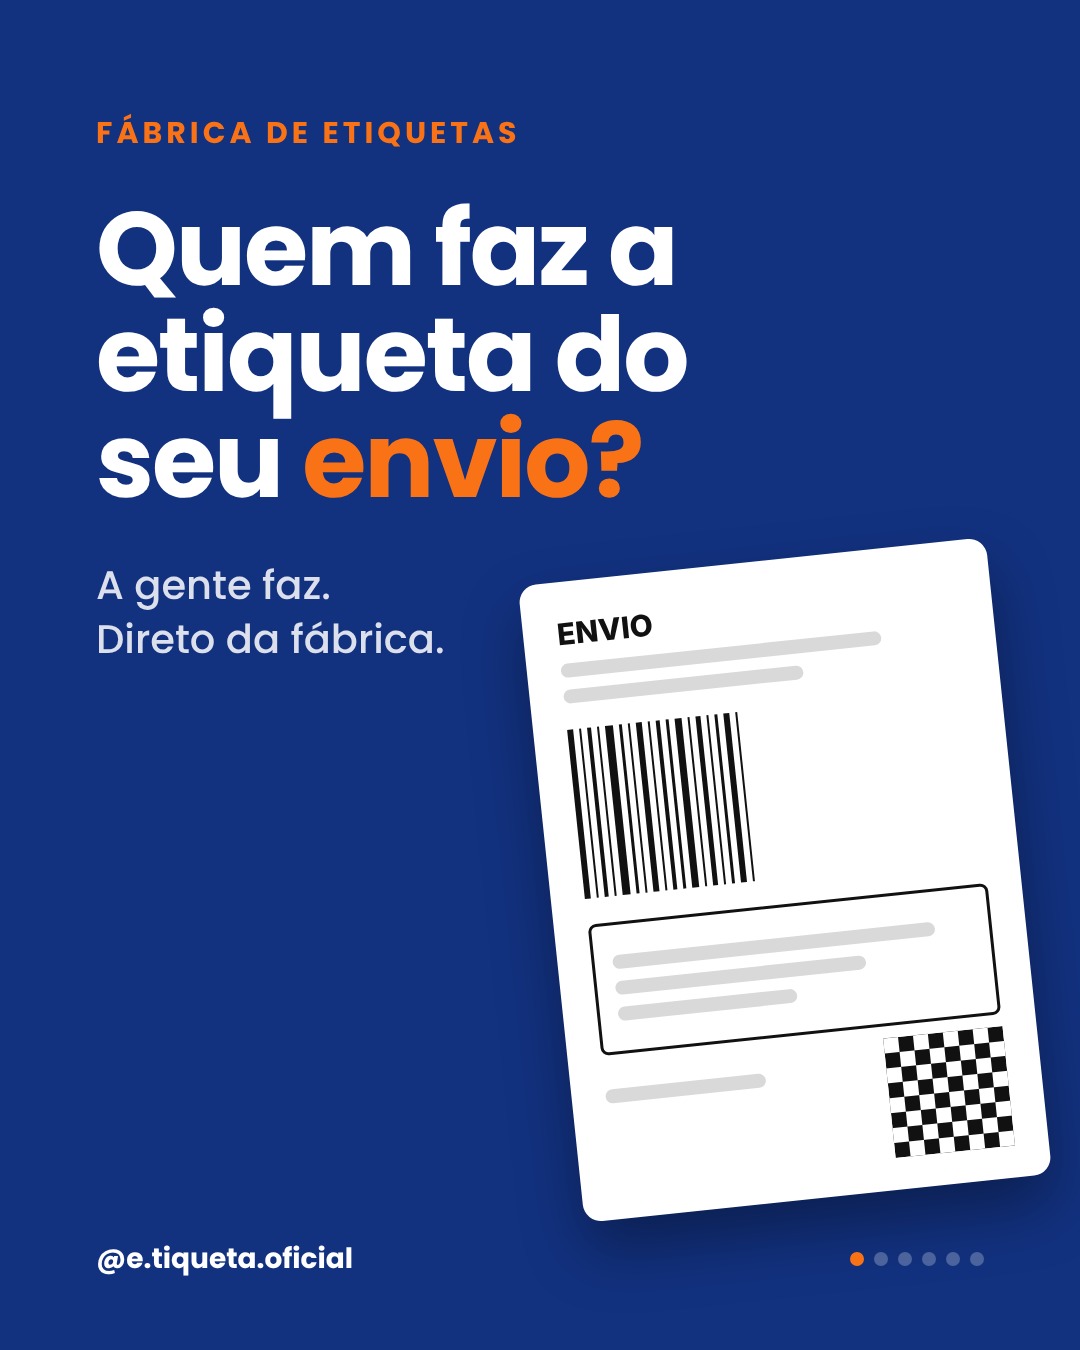 FÁBRICA DE ETIQUETAS
Quem faz a
etiqueta do
seu envio?
A gente faz.
Direto da fábrica.
ENVIO
@e.tiqueta.oficial